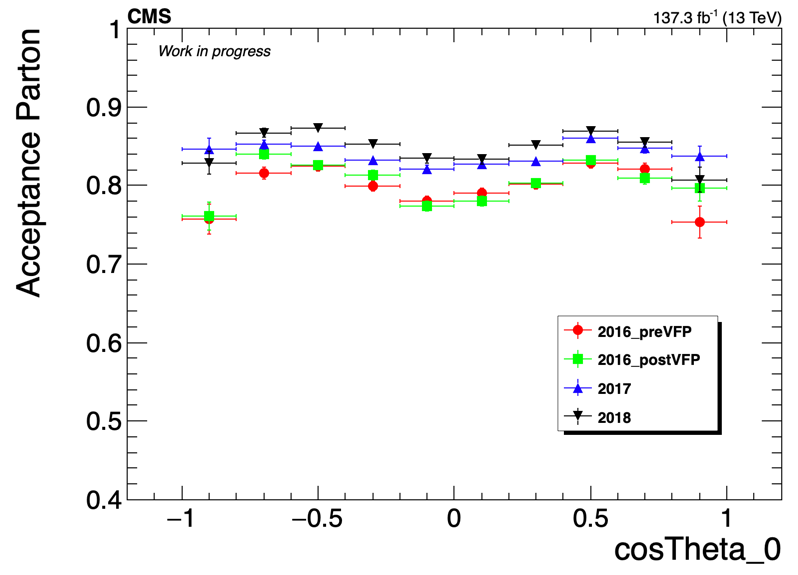 CMS
137.3 fb⁻¹ (13 TeV)
Work in progress
Acceptance Parton
1
0.9
0.8
0.7
0.6
0.5
0.4
2016_preVFP
2016_postVFP
2017
2018
−1 −0.5 0 0.5 1
cosTheta_0